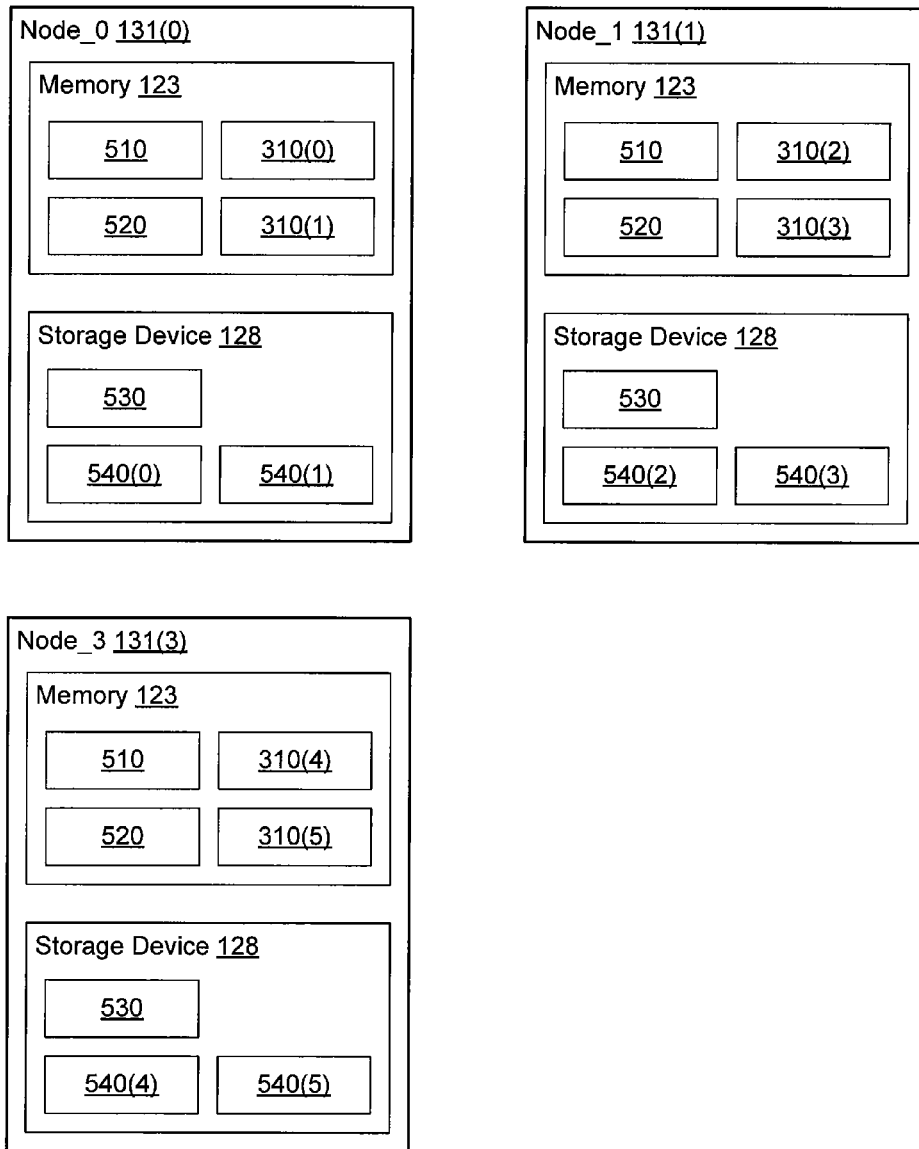 Node_0 131(0)
Memory 123
510 310(0)
520 310(1)
Storage Device 128
530
540(0) 540(1)
Node_1 131(1)
Memory 123
510 310(2)
520 310(3)
Storage Device 128
530
540(2) 540(3)
Node_3 131(3)
Memory 123
510 310(4)
520 310(5)
Storage Device 128
530
540(4) 540(5)